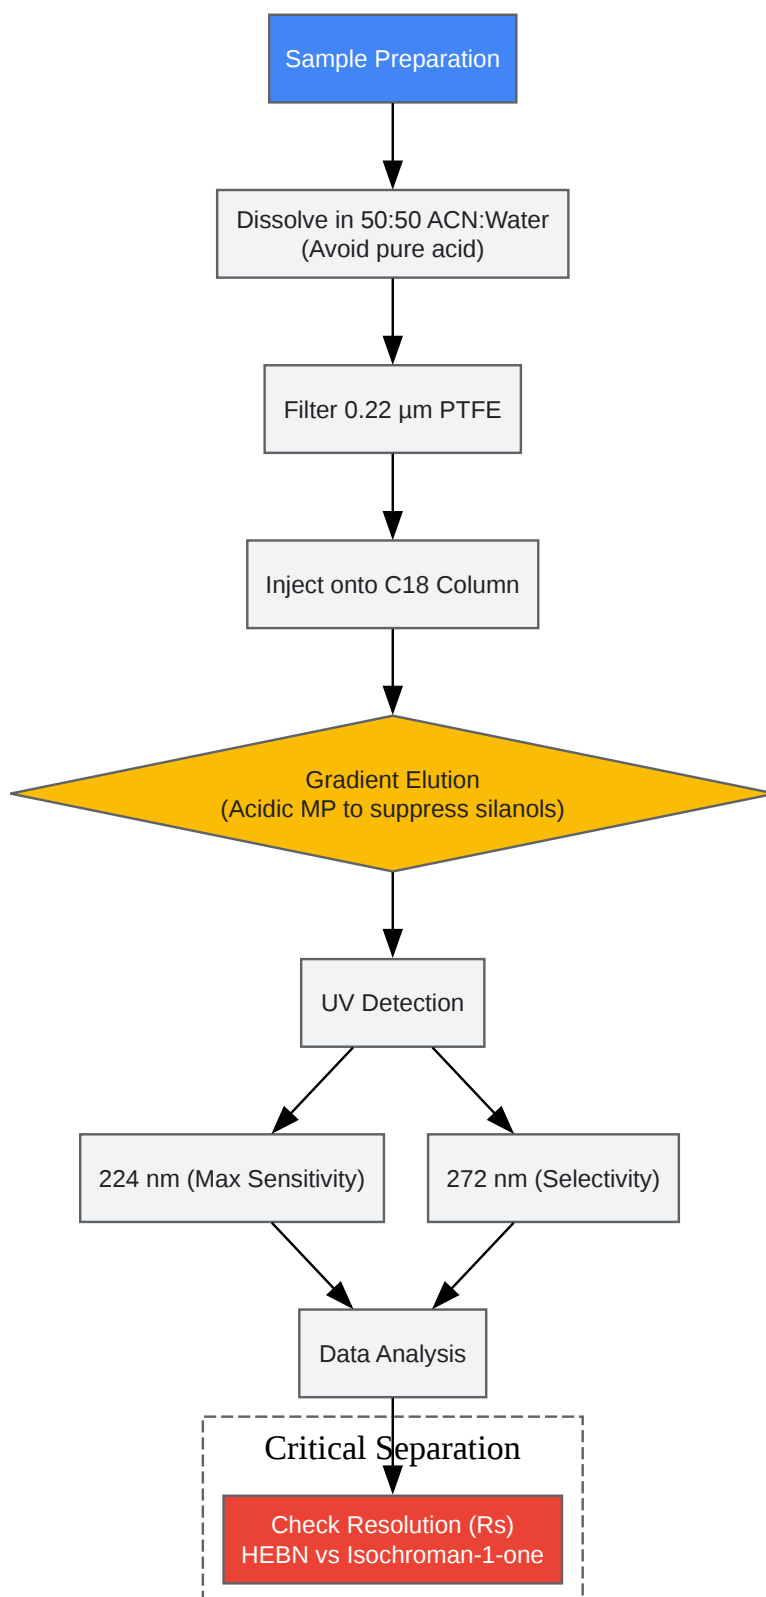 Sample Preparation
Dissolve in 50:50 ACN:Water
(Avoid pure acid)
Filter 0.22 µm PTFE
Inject onto C18 Column
Gradient Elution
(Acidic MP to suppress silanols)
UV Detection
224 nm (Max Sensitivity)
272 nm (Selectivity)
Data Analysis
Critical Separation
Check Resolution (Rs)
HEBN vs Isochroman-1-one